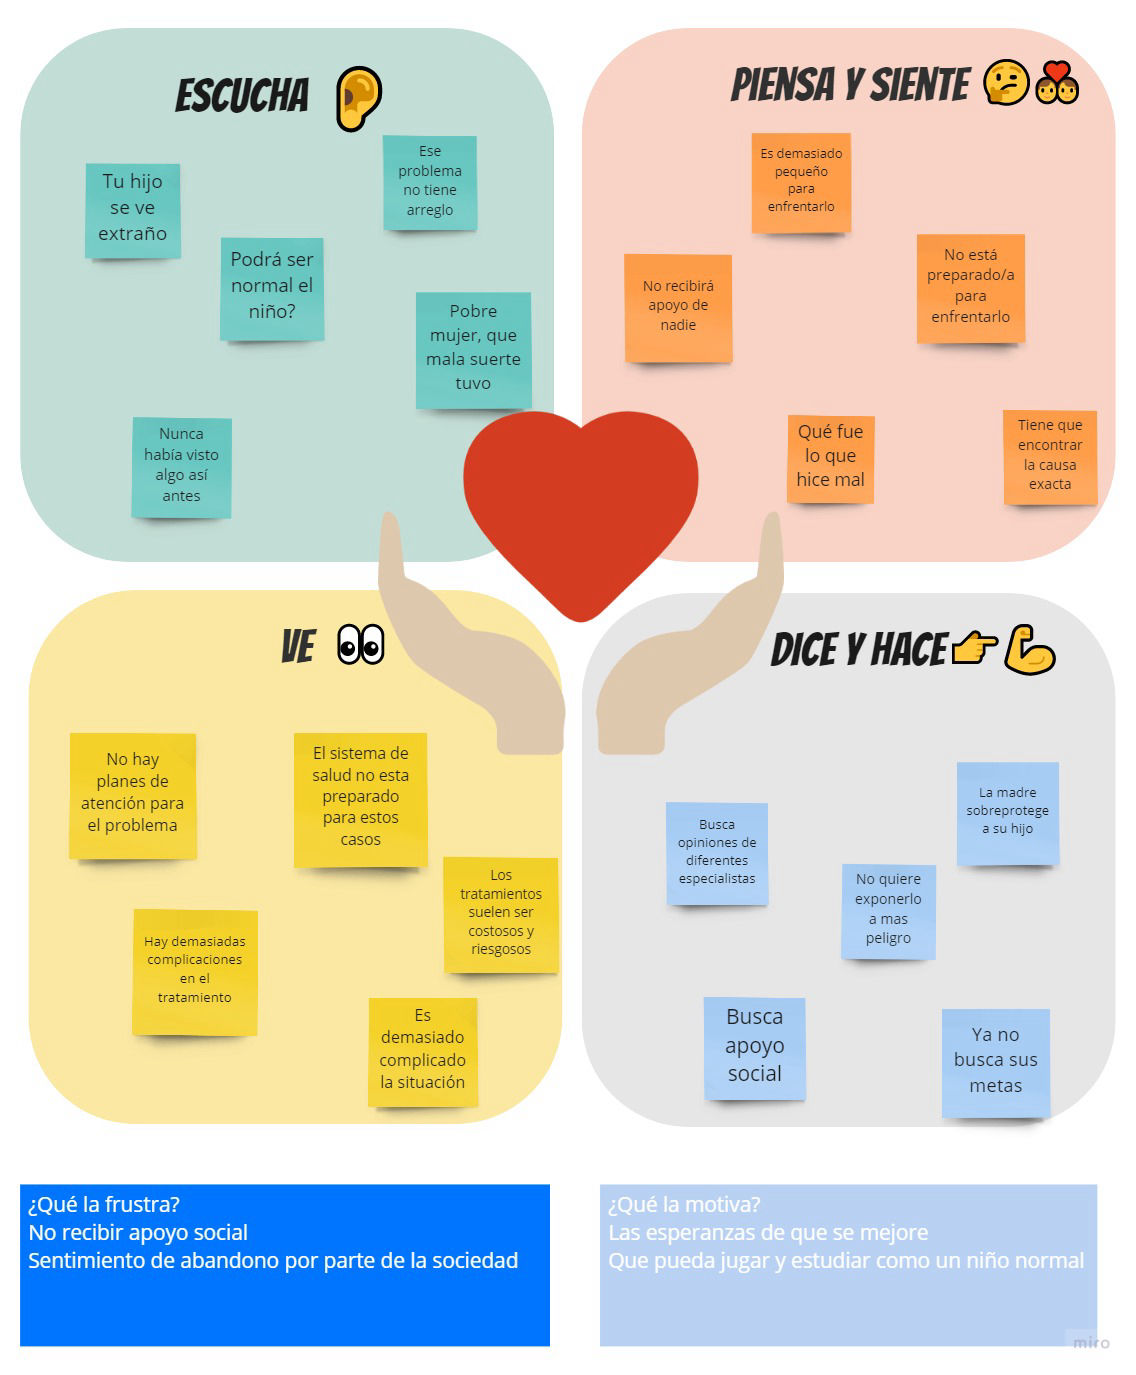 ESCUCHA
Tu hijo
se ve
extraño
Ese
problema
no tiene
arreglo
Podrá ser
normal el
niño?
Pobre
mujer, que
mala suerte
tuvo
Nunca
había visto
algo así
antes
PIENSA Y SIENTE
Es demasiado
pequeño
para
enfrentarlo
No recibirá
apoyo de
nadie
No está
preparado/a
para
enfrentarlo
Qué fue
lo que
hice mal
Tiene que
encontrar
la causa
exacta
VE
No hay
planes de
atención para
el problema
El sistema de
salud no esta
preparado
para estos
casos
Los
tratamientos
suelen ser
costosos y
riesgosos
Hay demasiadas
complicaciones
en el
tratamiento
Es
demasiado
complicado
la situación
DICE Y HACE
Busca
opiniones de
diferentes
especialistas
La madre
sobreprotege
a su hijo
No quiere
exponerlo
a mas
peligro
Busca
apoyo
social
Ya no
busca sus
metas
¿Qué la frustra?
No recibir apoyo social
Sentimiento de abandono por parte de la sociedad
¿Qué la motiva?
Las esperanzas de que se mejore
Que pueda jugar y estudiar como un niño normal
miro